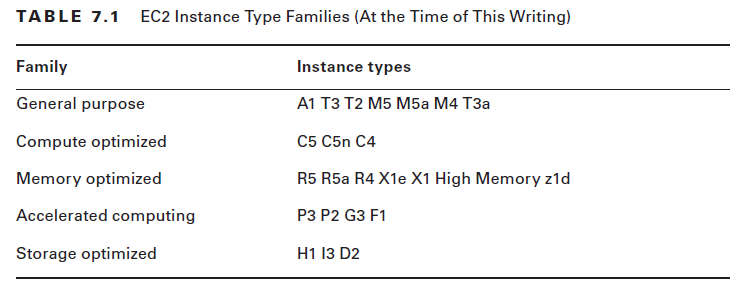 TABLE 7.1 EC2 Instance Type Families (At the Time of This Writing)
Family Instance types
General purpose A1 T3 T2 M5 M5a M4 T3a
Compute optimized C5 C5n C4
Memory optimized R5 R5a R4 X1e X1 High Memory z1d
Accelerated computing P3 P2 G3 F1
Storage optimized H1 I3 D2